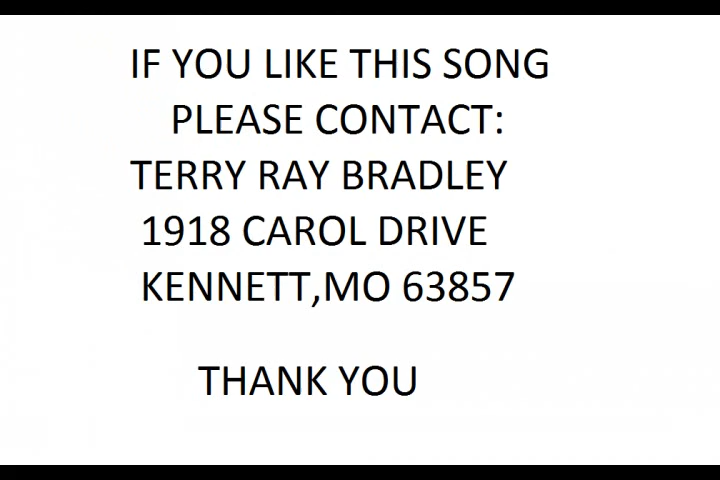 IF YOU LIKE THIS SONG
PLEASE CONTACT:
TERRY RAY BRADLEY
1918 CAROL DRIVE
KENNETT,MO 63857
THANK YOU